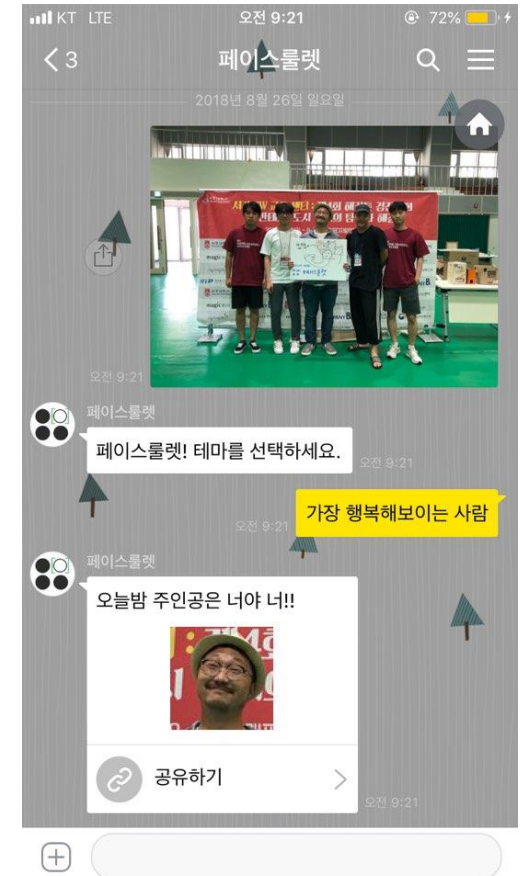 KT LTE
오전 9:21
72%
3
페이스룰렛
2018년 8월 26일 일요일
오전 9:21
페이스룰렛
페이스룰렛! 테마를 선택하세요.
오전 9:21
가장 행복해보이는 사람
오전 9:21
페이스룰렛
오늘밤 주인공은 너야 너!!
공유하기
오전 9:21